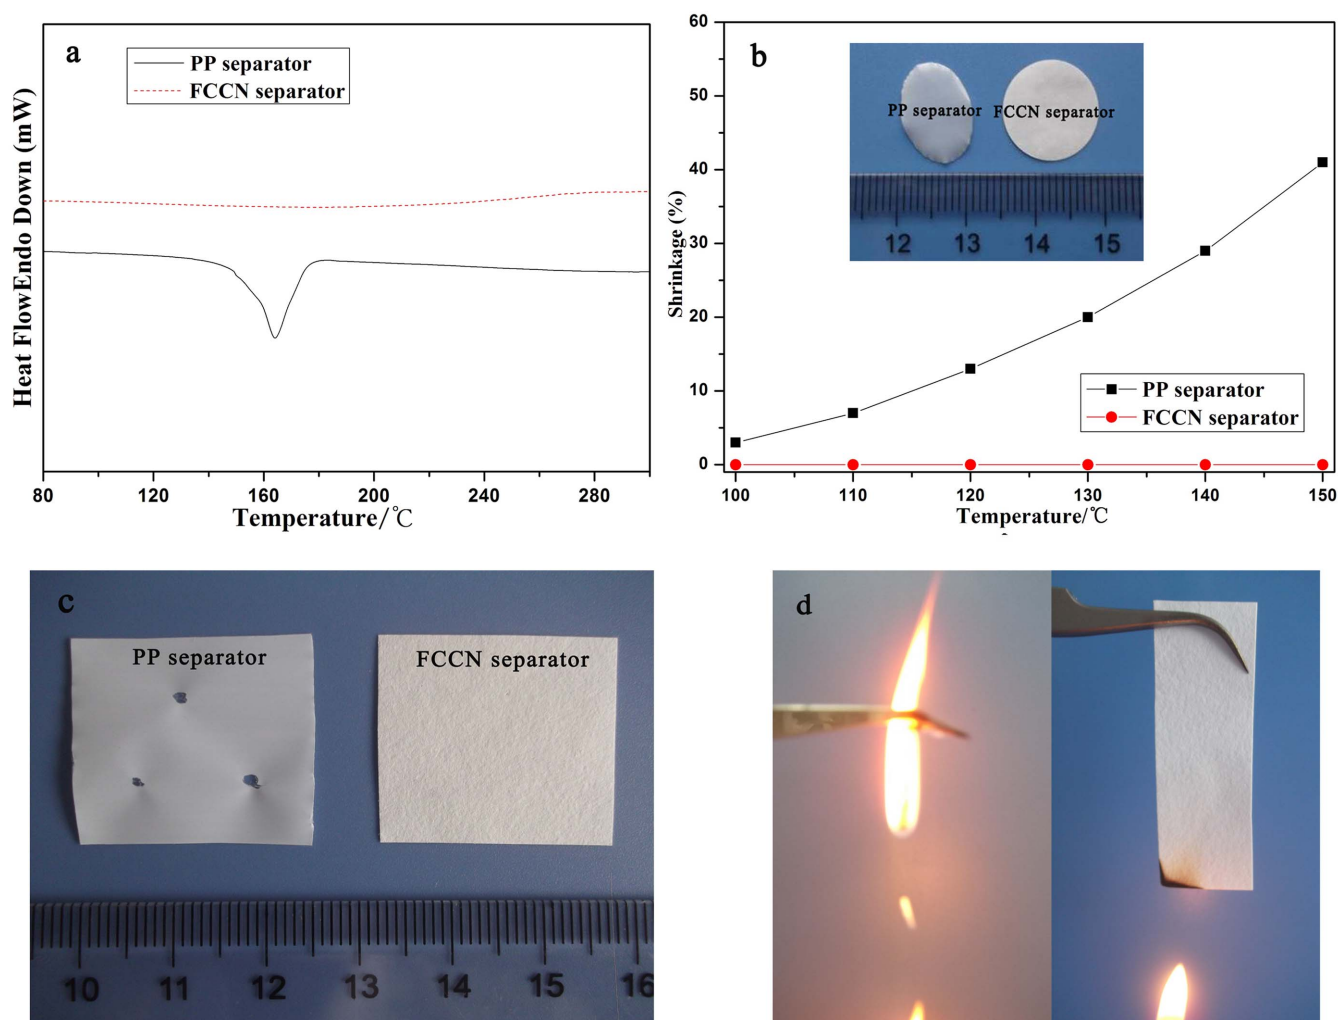 a
PP separator
FCCN separator
Heat FlowEndo Down (mW)
80 120 160 200 240 280
Temperature/℃
b
60
50
40
30
20
10
0
Shrinkage (%)
PP separator FCCN separator
12 13 14 15
PP separator
FCCN separator
100 110 120 130 140 150
Temperature/℃
c
PP separator
FCCN separator
10 11 12 13 14 15 16
d